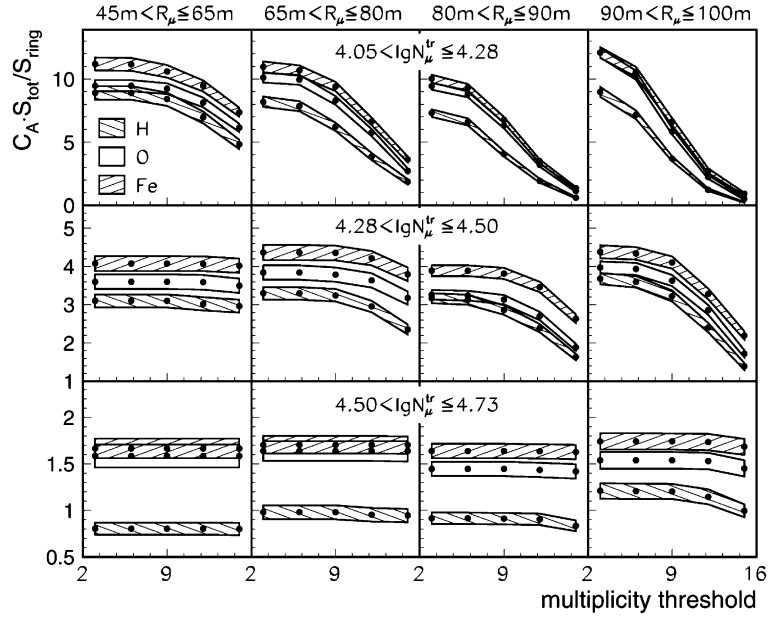 45m<R_μ≦65m 65m<R_μ≦80m 80m<R_μ≦90m 90m<R_μ≦100m
C_A·S_tot/S_ring
4.05<lgN_μ^tr≦4.28
10
5
0
H
O
Fe
4.28<lgN_μ^tr≦4.50
5
4
3
2
1
4.50<lgN_μ^tr≦4.73
2
1.5
1
0.5
2 9 2 9 2 9 2 9 16
multiplicity threshold